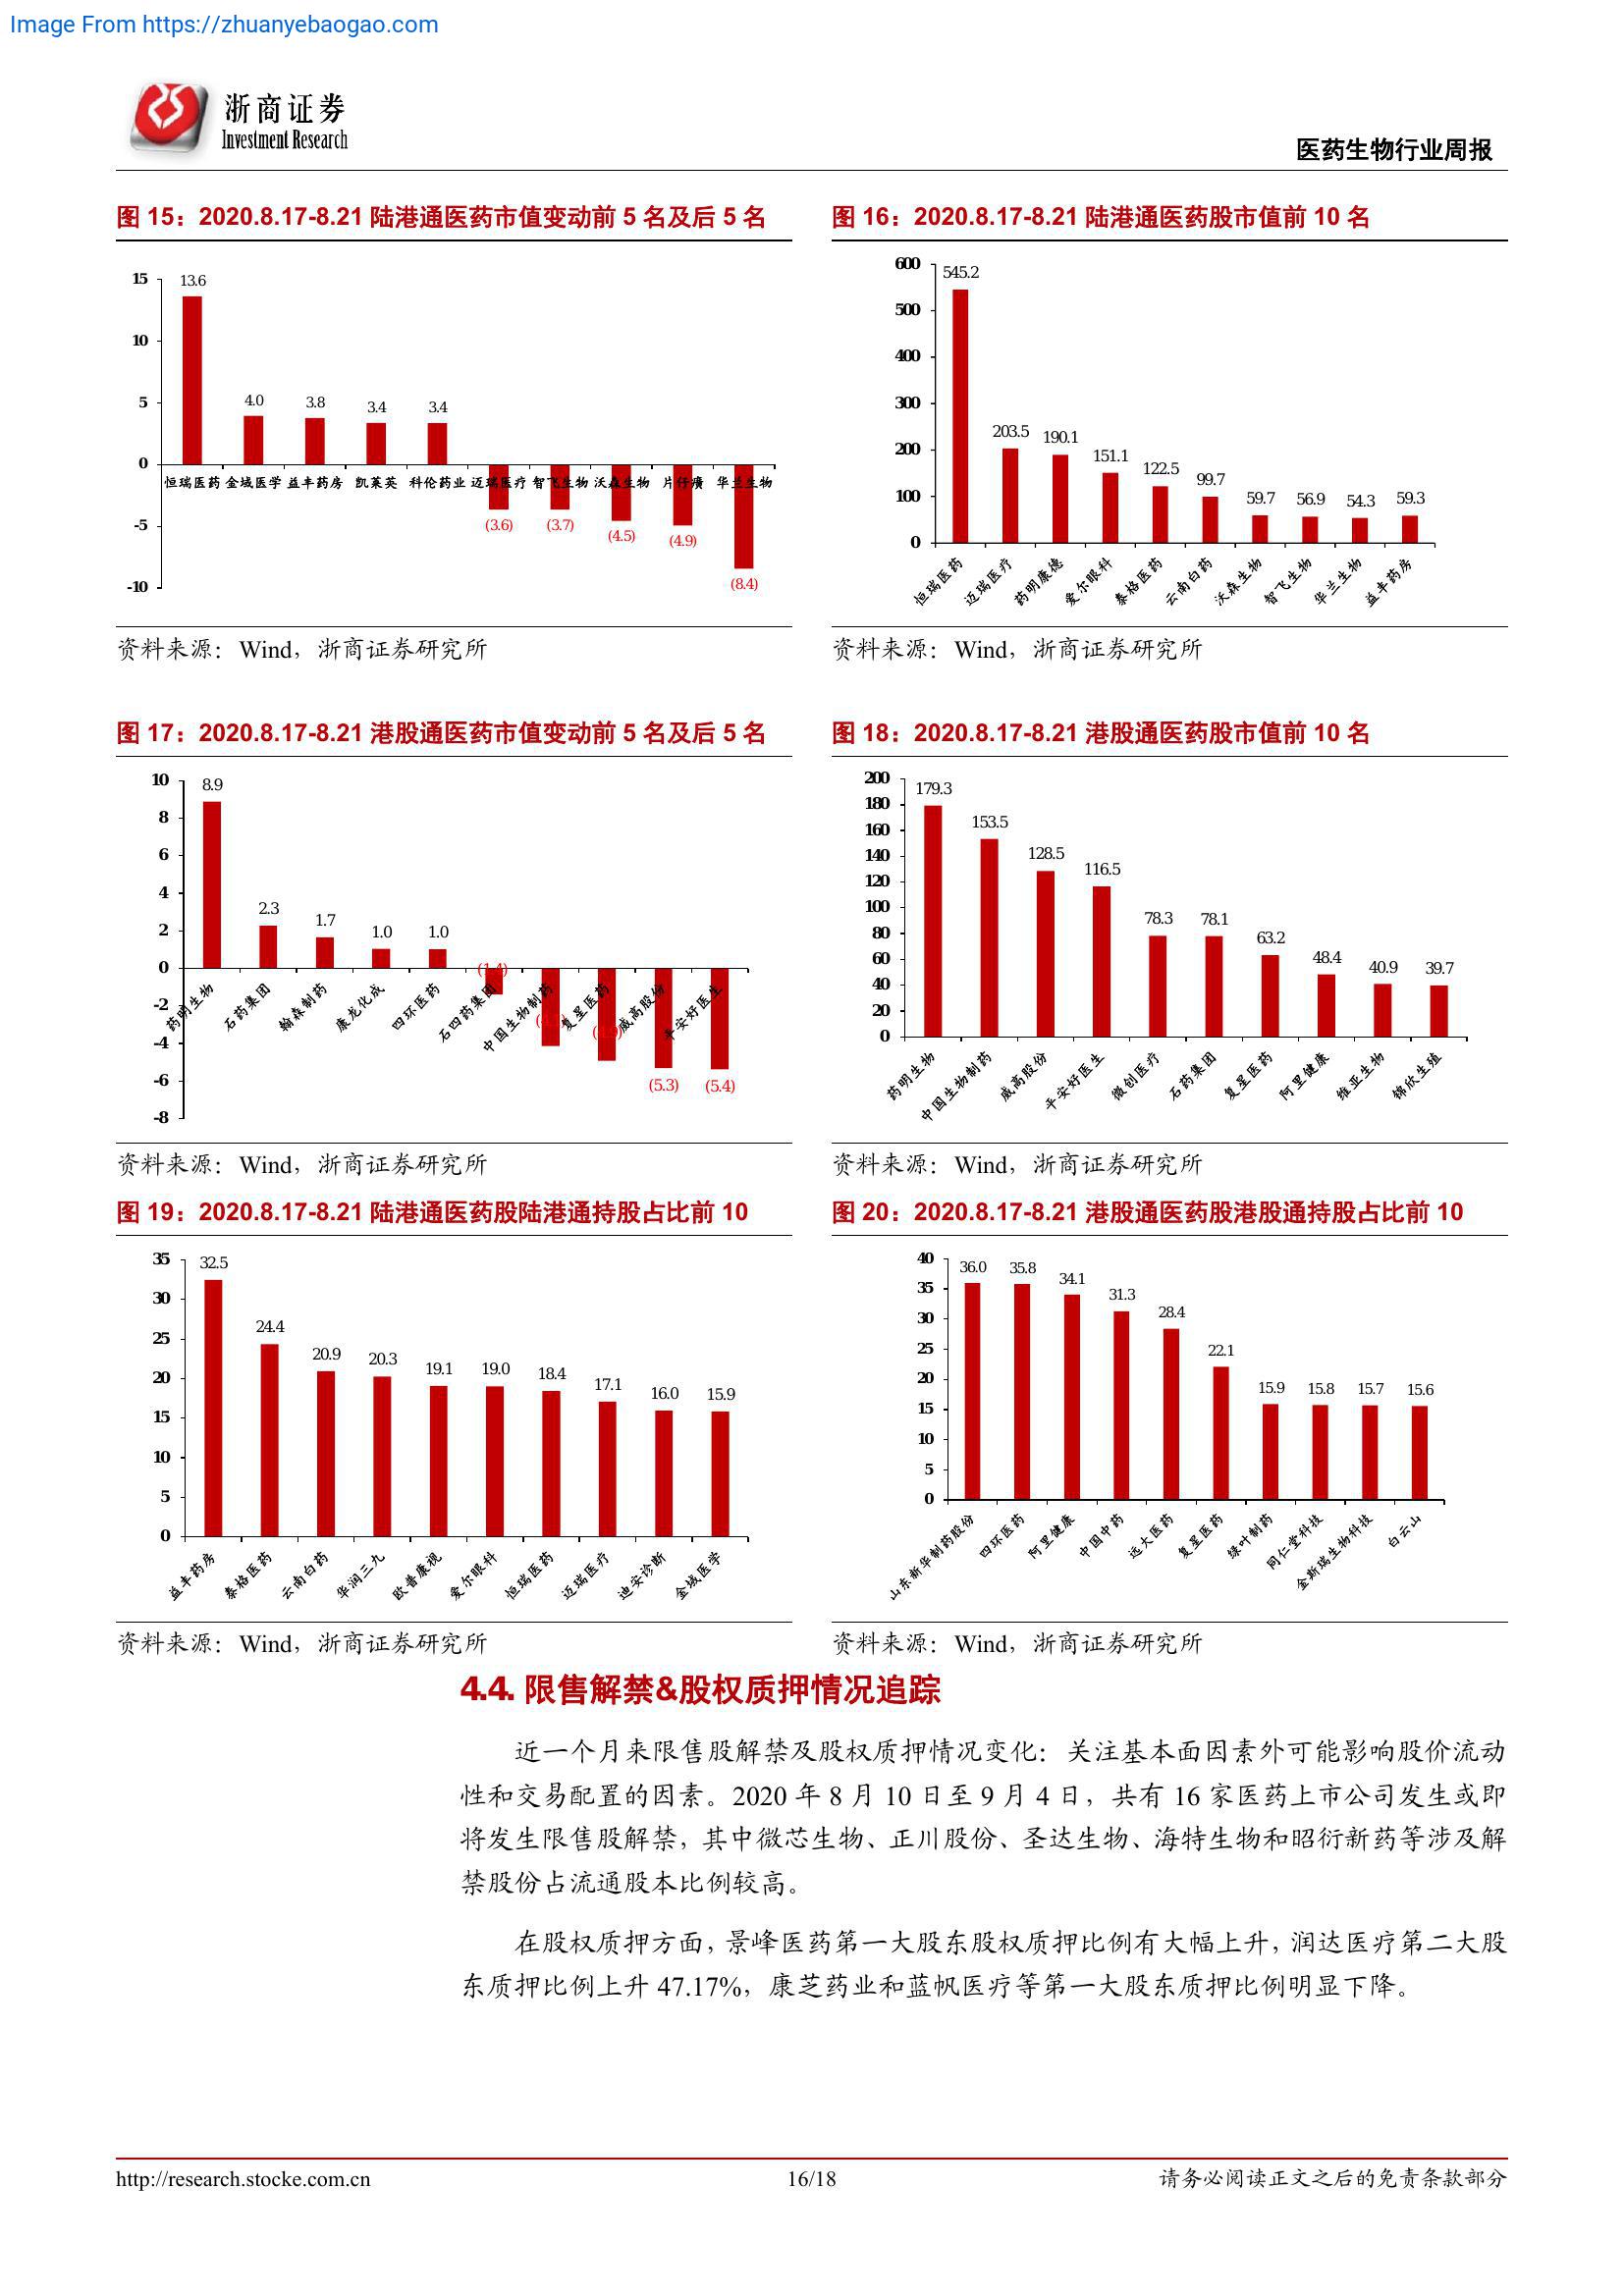 Image From https://zhuanyebaogao.com
浙商证券
Investment Research
医药生物行业周报
图 15：2020.8.17-8.21 陆港通医药市值变动前 5 名及后 5 名
15
10
5
0
-5
-10
13.6
4.0
3.8
3.4
3.4
(3.6)
(3.7)
(4.5)
(4.9)
(8.4)
恒瑞医药 金域医学 益丰药房 凯莱英 科伦药业 迈瑞医疗 智飞生物 沃森生物 片仔癀 华兰生物
资料来源：Wind，浙商证券研究所
图 16：2020.8.17-8.21 陆港通医药股市值前 10 名
600
500
400
300
200
100
0
545.2
203.5
190.1
151.1
122.5
99.7
59.7
56.9
54.3
59.3
恒瑞医药
迈瑞医疗
药明康德
爱尔眼科
泰格医药
云南白药
沃森生物
智飞生物
华兰生物
益丰药房
资料来源：Wind，浙商证券研究所
图 17：2020.8.17-8.21 港股通医药市值变动前 5 名及后 5 名
10
8
6
4
2
0
-2
-4
-6
-8
8.9
2.3
1.7
1.0
1.0
(1.4)
(5.3)
(5.4)
药明生物
石药集团
翰森制药
康龙化成
四环医药
石四药集团
中国生物制药
复星医药
威高股份
平安好医生
资料来源：Wind，浙商证券研究所
图 18：2020.8.17-8.21 港股通医药股市值前 10 名
200
180
160
140
120
100
80
60
40
20
0
179.3
153.5
128.5
116.5
78.3
78.1
63.2
48.4
40.9
39.7
药明生物
中国生物制药
威高股份
平安好医生
微创医疗
石药集团
复星医药
阿里健康
维亚生物
锦欣生殖
资料来源：Wind，浙商证券研究所
图 19：2020.8.17-8.21 陆港通医药股陆港通持股占比前 10
35
30
25
20
15
10
5
0
32.5
24.4
20.9
20.3
19.1
19.0
18.4
17.1
16.0
15.9
益丰药房
泰格医药
云南白药
华润三九
欧普康视
爱尔眼科
恒瑞医药
迈瑞医疗
迪安诊断
金域医学
资料来源：Wind，浙商证券研究所
图 20：2020.8.17-8.21 港股通医药股港股通持股占比前 10
40
35
30
25
20
15
10
5
0
36.0
35.8
34.1
31.3
28.4
22.1
15.9
15.8
15.7
15.6
山东新华制药股份
四环医药
阿里健康
中国中药
远大医药
复星医药
绿叶制药
同仁堂科技
金斯瑞生物科技
白云山
资料来源：Wind，浙商证券研究所
4.4. 限售解禁&股权质押情况追踪
近一个月来限售股解禁及股权质押情况变化：关注基本面因素外可能影响股价流动
性和交易配置的因素。2020 年 8 月 10 日至 9 月 4 日，共有 16 家医药上市公司发生或即
将发生限售股解禁，其中微芯生物、正川股份、圣达生物、海特生物和昭衍新药等涉及解
禁股份占流通股本比例较高。
在股权质押方面，景峰医药第一大股东股权质押比例有大幅上升，润达医疗第二大股
东质押比例上升 47.17%，康芝药业和蓝帆医疗等第一大股东质押比例明显下降。
http://research.stocke.com.cn
16/18
请务必阅读正文之后的免责条款部分